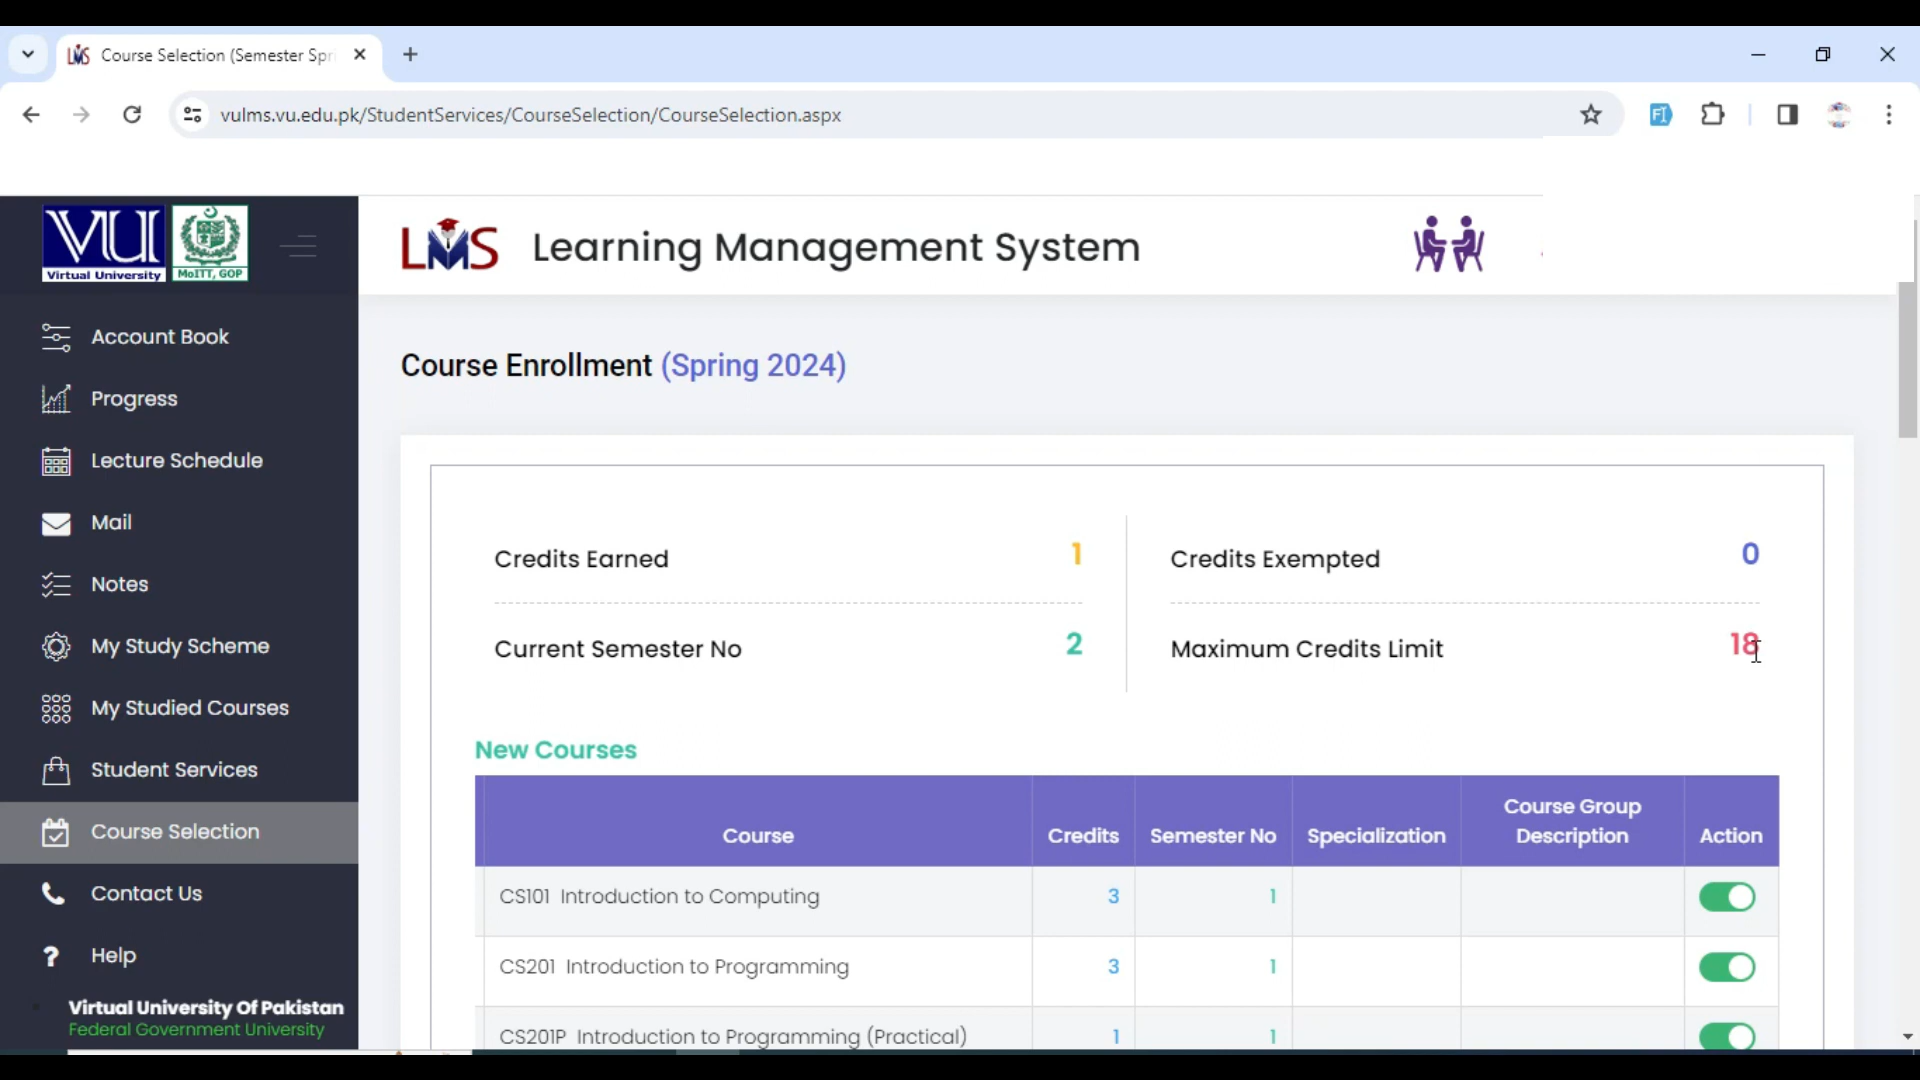 Course Selection (Semester Spr
vulms.vu.edu.pk/StudentServices/CourseSelection/CourseSelection.aspx
VU
Virtual University
MoITT, GOP
LMS Learning Management System
Account Book
Progress
Lecture Schedule
Mail
Notes
My Study Scheme
My Studied Courses
Student Services
Course Selection
Contact Us
Help
Virtual University Of Pakistan
Federal Government University
Course Enrollment (Spring 2024)
Credits Earned 1 Credits Exempted 0
Current Semester No 2 Maximum Credits Limit 18
New Courses
Course Credits Semester No Specialization Course Group Description Action
CS101 Introduction to Computing 3 1
CS201 Introduction to Programming 3 1
CS201P Introduction to Programming (Practical) 1 1